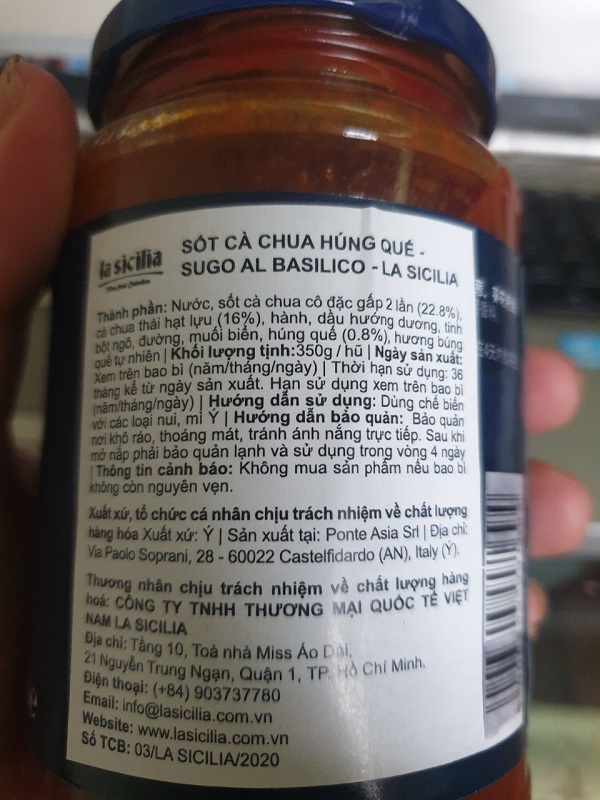 la sicilia
SỐT CÀ CHUA HÚNG QUẾ -
SUGO AL BASILICO - LA SICILIA
Thành phần: Nước, sốt cà chua cô đặc gấp 2 lần (22.8%),
cà chua thái hạt lựu (16%), hành, dầu hướng dương, tinh
bột ngô, đường, muối biển, húng quế (0.8%), hương búng
quế tự nhiên | Khối lượng tịnh: 350g / hũ | Ngày sản xuất:
Xem trên bao bì (năm/tháng/ngày) | Thời hạn sử dụng: 36
tháng kể từ ngày sản xuất. Hạn sử dụng xem trên bao bì
(năm/tháng/ngày) | Hướng dẫn sử dụng: Dùng chế biến
với các loại nui, mì Ý | Hướng dẫn bảo quản: Bảo quản
nơi khô ráo, thoáng mát, tránh ánh nắng trực tiếp. Sau khi
mở nắp phải bảo quản lạnh và sử dụng trong vòng 4 ngày
| Thông tin cảnh báo: Không mua sản phẩm nếu bao bì
không còn nguyên vẹn.
Xuất xứ, tổ chức cá nhân chịu trách nhiệm về chất lượng
hàng hóa Xuất xứ: Ý | Sản xuất tại: Ponte Asia Srl | Địa chỉ:
Via Paolo Soprani, 28 - 60022 Castelfidardo (AN), Italy (Ý).
Thương nhân chịu trách nhiệm về chất lượng hàng
hoá: CÔNG TY TNHH THƯƠNG MẠI QUỐC TẾ VIỆT
NAM LA SICILIA
Địa chỉ: Tầng 10, Toà nhà Miss Áo Dài,
21 Nguyễn Trung Ngạn, Quận 1, TP. Hồ Chí Minh.
Điện thoại: (+84) 903737780
Email: info@lasicilia.com.vn
Website: www.lasicilia.com.vn
Số TCB: 03/LA SICILIA/2020